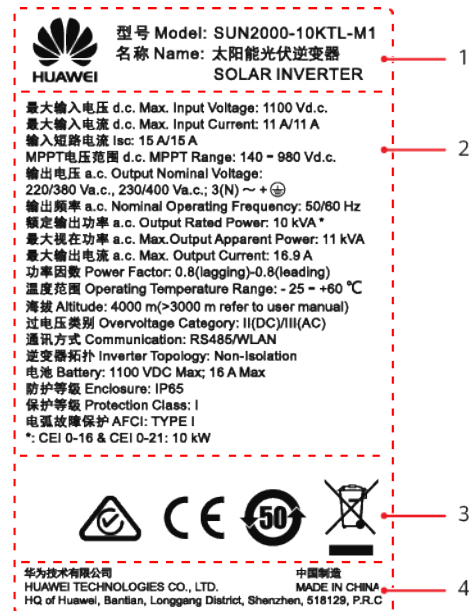 HUAWEI
型号 Model: SUN2000-10KTL-M1
名称 Name: 太阳能光伏逆变器
SOLAR INVERTER
1
最大输入电压 d.c. Max. Input Voltage: 1100 Vd.c.
最大输入电流 d.c. Max. Input Current: 11 A/11 A
输入短路电流 Isc: 15 A/15 A
MPPT电压范围 d.c. MPPT Range: 140 - 980 Vd.c.
输出电压 a.c. Output Nominal Voltage:
220/380 Va.c., 230/400 Va.c.; 3(N) ～ + ⏚
输出频率 a.c. Nominal Operating Frequency: 50/60 Hz
额定输出功率 a.c. Output Rated Power: 10 kVA *
最大视在功率 a.c. Max.Output Apparent Power: 11 kVA
最大输出电流 a.c. Max. Output Current: 16.9 A
功率因数 Power Factor: 0.8(lagging)-0.8(leading)
温度范围 Operating Temperature Range: - 25 - +60 ℃
海拔 Altitude: 4000 m(>3000 m refer to user manual)
过电压类别 Overvoltage Category: II(DC)/III(AC)
通讯方式 Communication: RS485/WLAN
逆变器拓扑 Inverter Topology: Non-isolation
电池 Battery: 1100 VDC Max; 16 A Max
防护等级 Enclosure: IP65
保护等级 Protection Class: I
电弧故障保护 AFCI: TYPE I
*: CEI 0-16 & CEI 0-21: 10 kW
2
CE 50
3
华为技术有限公司 中国制造
HUAWEI TECHNOLOGIES CO., LTD. MADE IN CHINA
HQ of Huawei, Bantian, Longgang District, Shenzhen, 518129, P.R.C
4